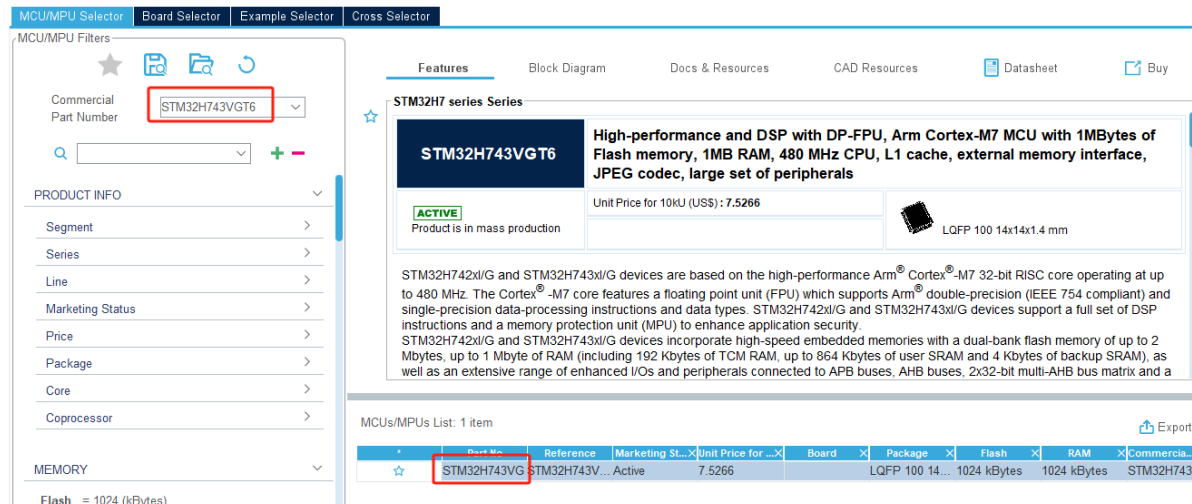 MCU/MPU Selector Board Selector Example Selector Cross Selector
MCU/MPU Filters
Commercial
Part Number
STM32H743VGT6
PRODUCT INFO
Segment
Series
Line
Marketing Status
Price
Package
Core
Coprocessor
MEMORY
Flash = 1024 (kBytes)
Features Block Diagram Docs & Resources CAD Resources Datasheet Buy
STM32H7 series Series
STM32H743VGT6
High-performance and DSP with DP-FPU, Arm Cortex-M7 MCU with 1MBytes of
Flash memory, 1MB RAM, 480 MHz CPU, L1 cache, external memory interface,
JPEG codec, large set of peripherals
ACTIVE
Product is in mass production
Unit Price for 10kU (US$) : 7.5266
LQFP 100 14x14x1.4 mm
STM32H742xI/G and STM32H743xI/G devices are based on the high-performance Arm® Cortex®-M7 32-bit RISC core operating at up
to 480 MHz. The Cortex® -M7 core features a floating point unit (FPU) which supports Arm® double-precision (IEEE 754 compliant) and
single-precision data-processing instructions and data types. STM32H742xI/G and STM32H743xI/G devices support a full set of DSP
instructions and a memory protection unit (MPU) to enhance application security.
STM32H742xI/G and STM32H743xI/G devices incorporate high-speed embedded memories with a dual-bank flash memory of up to 2
Mbytes, up to 1 Mbyte of RAM (including 192 Kbytes of TCM RAM, up to 864 Kbytes of user SRAM and 4 Kbytes of backup SRAM), as
well as an extensive range of enhanced I/Os and peripherals connected to APB buses, AHB buses, 2x32-bit multi-AHB bus matrix and a
MCUs/MPUs List: 1 item
Export
* Part No Reference Marketing St... X Unit Price for ... X Board X Package X Flash X RAM X Commercia...
STM32H743VG STM32H743V... Active 7.5266 LQFP 100 14... 1024 kBytes 1024 kBytes STM32H743